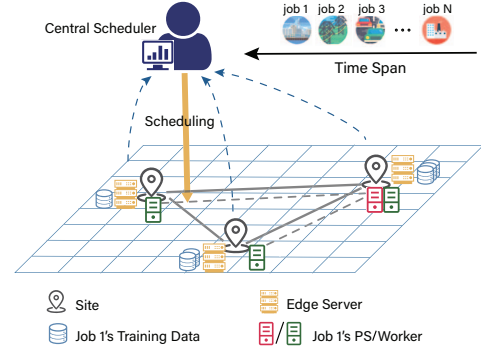 job 1 job 2 job 3 ... job N
Central Scheduler
Time Span
Scheduling
Site
Edge Server
Job 1's Training Data
/ Job 1's PS/Worker